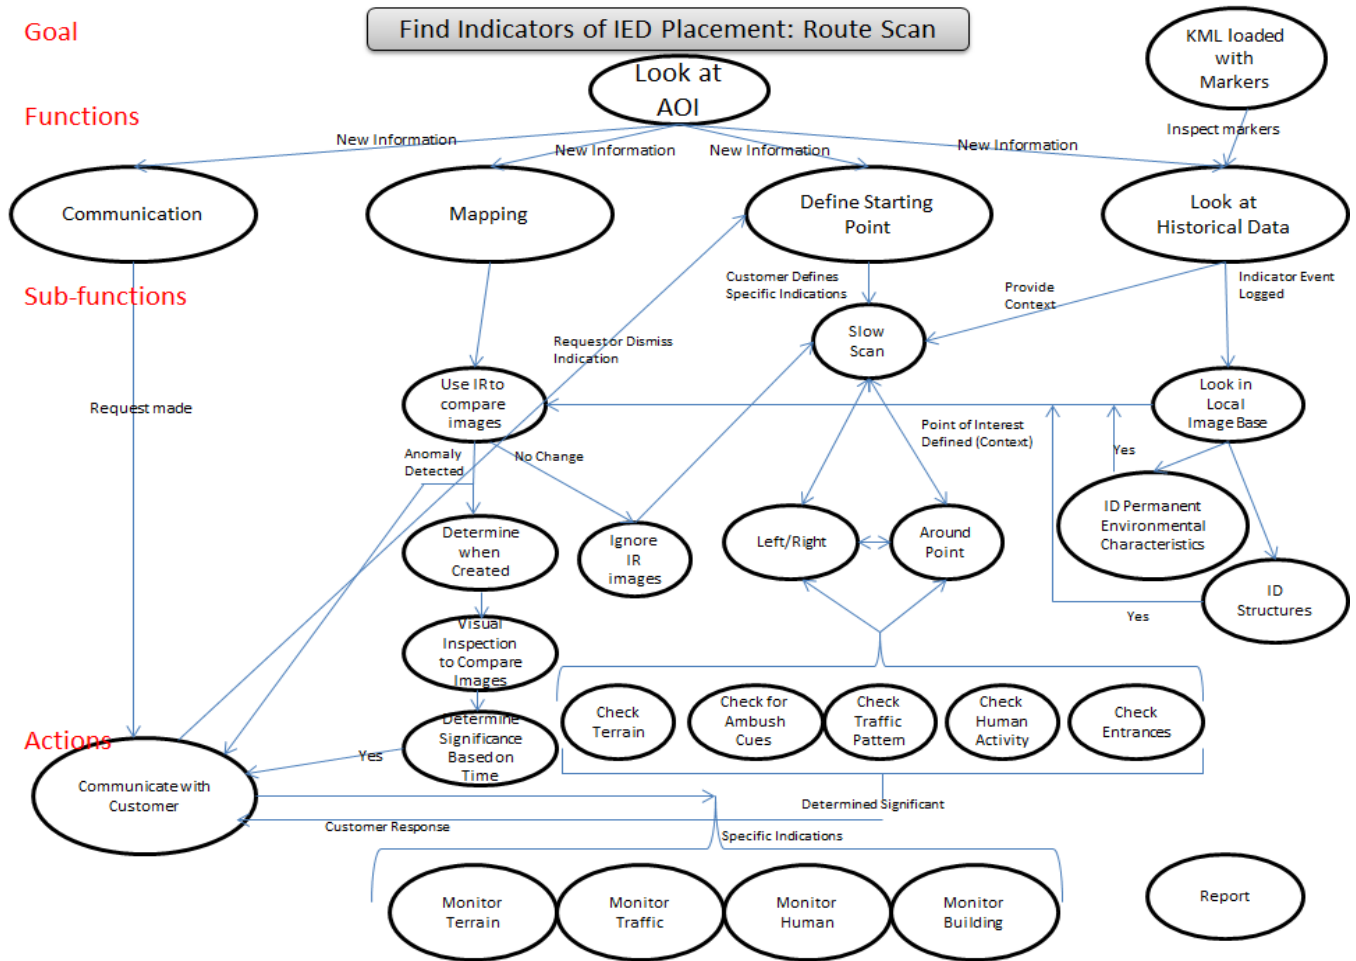 Goal
Find Indicators of IED Placement: Route Scan
KML loaded
with
Markers
Look at
AOI
Functions
New Information
New Information
New Information
New Information
Inspect markers
Communication
Mapping
Define Starting
Point
Look at
Historical Data
Sub-functions
Customer Defines
Specific Indications
Provide
Context
Indicator Event
Logged
Request or Dismiss
Indication
Slow
Scan
Request made
Use IR to
compare
images
Look in
Local
Image Base
Anomaly
Detected
No Change
Point of Interest
Defined (Context)
Yes
Determine
when
Created
Ignore
IR
images
Left/Right
Around
Point
ID Permanent
Environmental
Characteristics
ID
Structures
Yes
Visual
Inspection
to Compare
Images
Check
Terrain
Check for
Ambush
Cues
Check
Traffic
Pattern
Check
Human
Activity
Check
Entrances
Actions
Determine
Significance
Based on
Time
Yes
Communicate with
Customer
Determined Significant
Customer Response
Specific Indications
Monitor
Terrain
Monitor
Traffic
Monitor
Human
Monitor
Building
Report